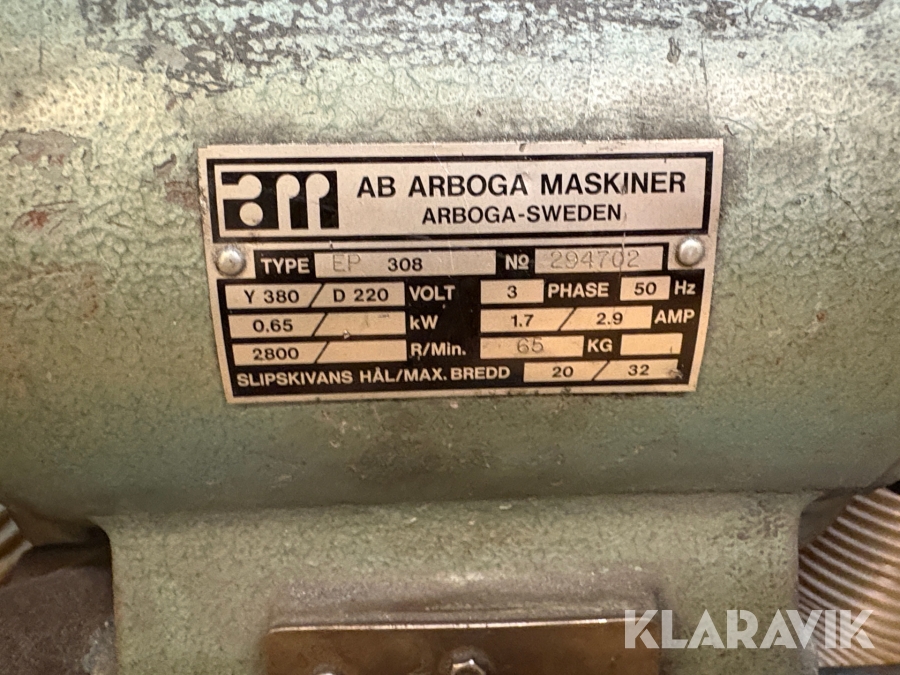 am AB ARBOGA MASKINER
ARBOGA-SWEDEN
TYPE EP 308 No 294702
Y 380 / D 220 VOLT 3 PHASE 50 Hz
0,65 / kW 1.7 / 2.9 AMP
2800 / R/Min. 65 KG
SLIPSKIVANS HÅL/MAX. BREDD 20 / 32
KLARAVIK